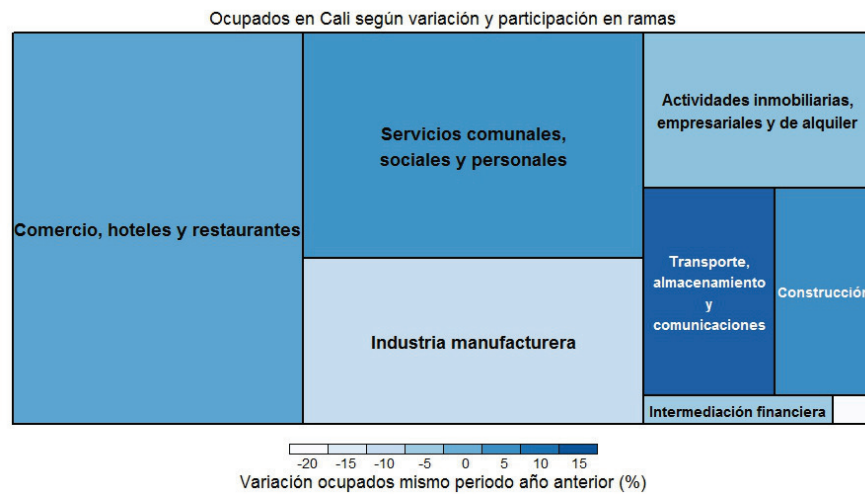 Ocupados en Cali según variación y participación en ramas
Comercio, hoteles y restaurantes
Servicios comunales,
sociales y personales
Industria manufacturera
Actividades inmobiliarias,
empresariales y de alquiler
Transporte,
almacenamiento
y
comunicaciones
Construcción
Intermediación financiera
-20 -15 -10 -5 0 5 10 15
Variación ocupados mismo periodo año anterior (%)